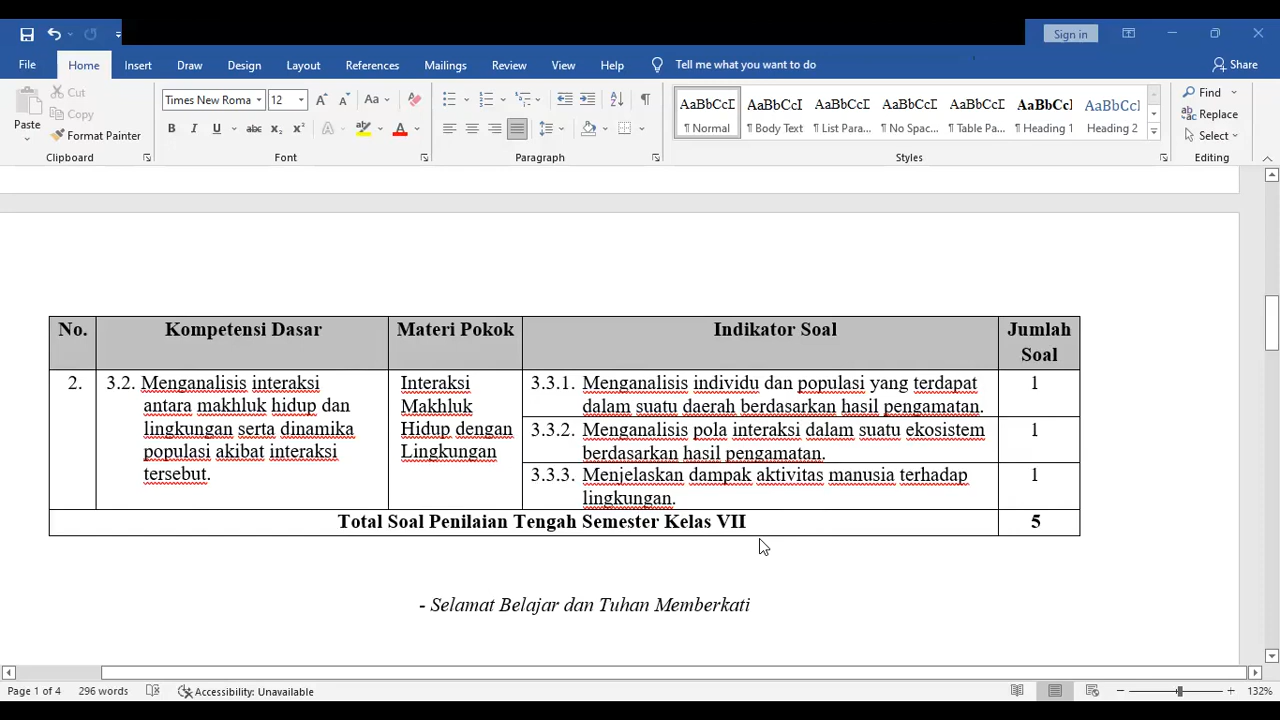 Sign in
File Home Insert Draw Design Layout References Mailings Review View Help Tell me what you want to do Share
Paste
Cut
Copy
Format Painter
Clipboard
Times New Roma 12
Aa
B I U abc x₂ x² A A
Font
Paragraph
AaBbCcI AaBbCcI AaBbCcI AaBbCcI AaBbCcI AaBbCcl AaBbCcI
¶ Normal ¶ Body Text ¶ List Para... ¶ No Spac... ¶ Table Pa... ¶ Heading 1 Heading 2
Styles
Find
Replace
Select
Editing
No. Kompetensi Dasar Materi Pokok Indikator Soal Jumlah
Soal
2. 3.2. Menganalisis interaksi
antara makhluk hidup dan
lingkungan serta dinamika
populasi akibat interaksi
tersebut.
Interaksi
Makhluk
Hidup dengan
Lingkungan
3.3.1. Menganalisis individu dan populasi yang terdapat
dalam suatu daerah berdasarkan hasil pengamatan.
1
3.3.2. Menganalisis pola interaksi dalam suatu ekosistem
berdasarkan hasil pengamatan.
1
3.3.3. Menjelaskan dampak aktivitas manusia terhadap
lingkungan.
1
Total Soal Penilaian Tengah Semester Kelas VII 5
- Selamat Belajar dan Tuhan Memberkati
Page 1 of 4 296 words Accessibility: Unavailable 132%